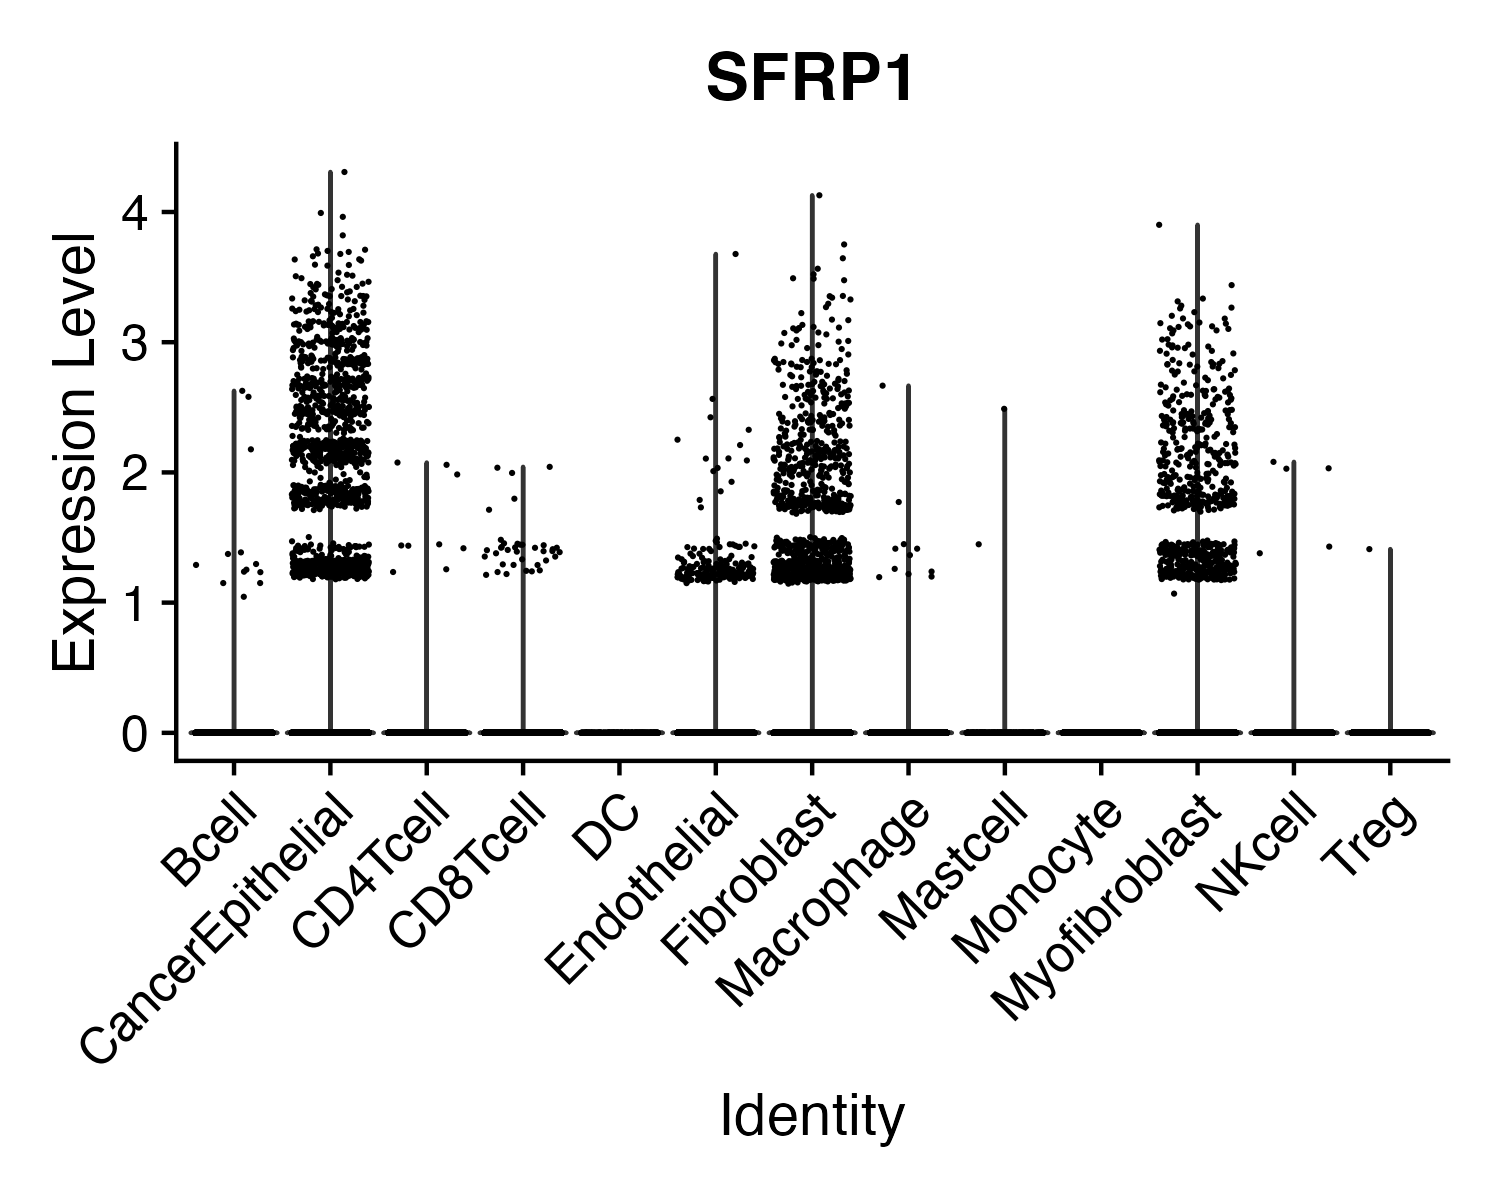 SFRP1
Expression Level
4
3
2
1
0
Bcell
CancerEpithelial
CD4Tcell
CD8Tcell
DC
Endothelial
Fibroblast
Macrophage
Mastcell
Monocyte
Myofibroblast
NKcell
Treg
Identity